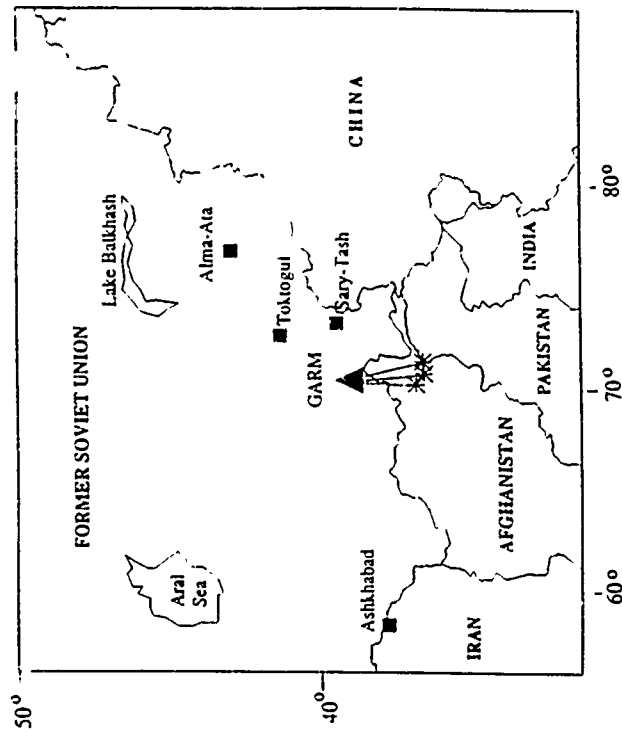 50°
FORMER SOVIET UNION
Lake Balkhash
Aral
Sea
Alma-Ata
CHINA
Toktogul
GARM
Sary-Tash
40°
Ashkhabad
IRAN
AFGHANISTAN
PAKISTAN
INDIA
60°
70°
80°